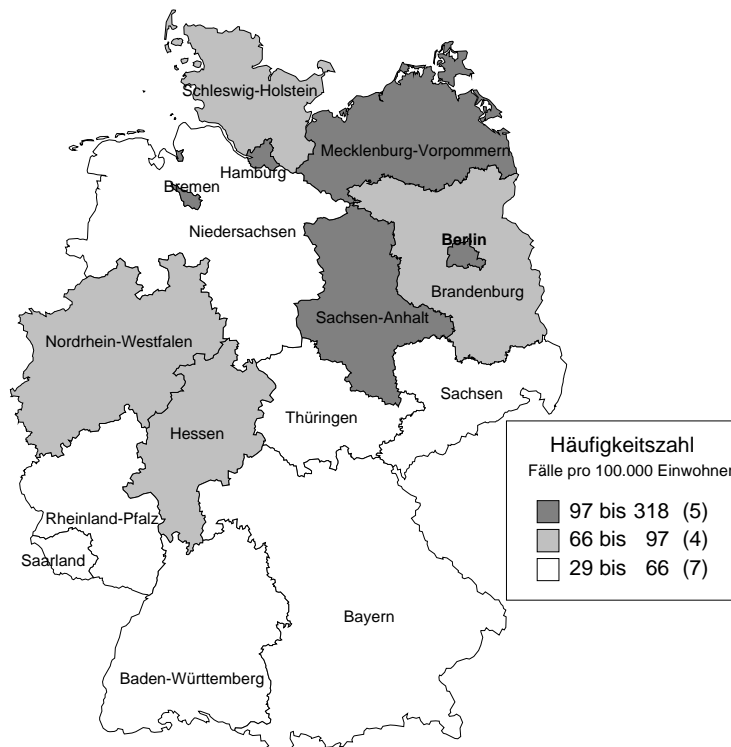 Schleswig-Holstein
Mecklenburg-Vorpommern
Hamburg
Bremen
Niedersachsen
Berlin
Brandenburg
Sachsen-Anhalt
Nordrhein-Westfalen
Sachsen
Thüringen
Hessen
Rheinland-Pfalz
Saarland
Bayern
Baden-Württemberg
Häufigkeitszahl
Fälle pro 100.000 Einwohner
97 bis 318 (5)
66 bis 97 (4)
29 bis 66 (7)